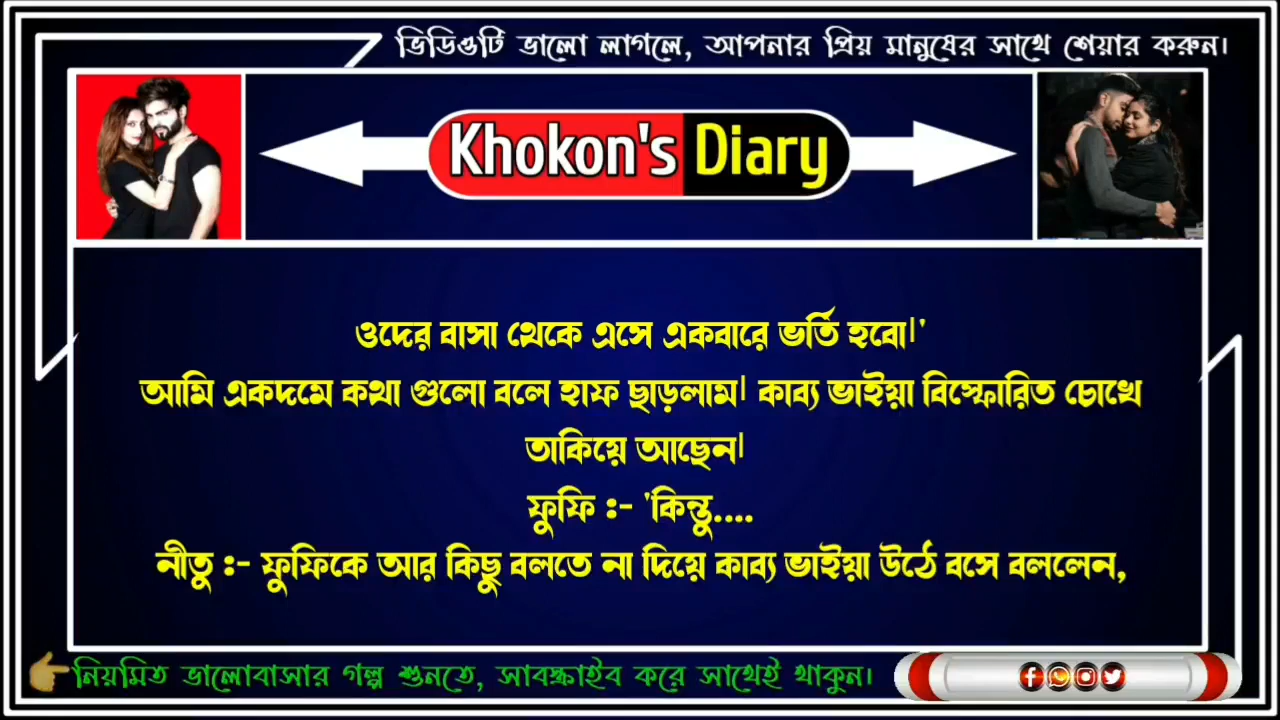 ভিডিওটি ভালো লাগলে, আপনার প্রিয় মানুষের সাথে শেয়ার করুন।
Khokon's Diary
ওদের বাসা থেকে এসে একবারে ভর্তি হবো।'
আমি একদমে কথা গুলো বলে হাফ ছাড়লাম। কাব্য ভাইয়া বিস্ফোরিত চোখে
তাকিয়ে আছেন।
ফুফি :- 'কিন্তু....
নীতু :- ফুফিকে আর কিছু বলতে না দিয়ে কাব্য ভাইয়া উঠে বসে বললেন,
নিয়মিত ভালোবাসার গল্প শুনতে, সাবস্ক্রাইব করে সাথেই থাকুন।